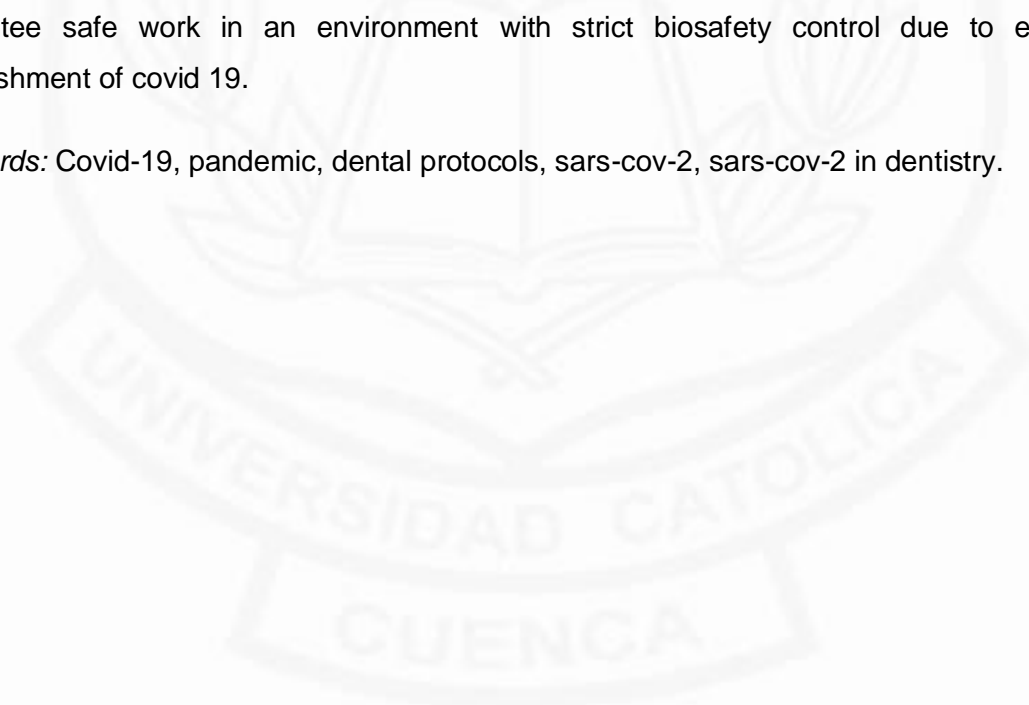 tee safe work in an environment with strict biosafety control due to e
shment of covid 19.
rds: Covid-19, pandemic, dental protocols, sars-cov-2, sars-cov-2 in dentistry.
UNIVERSIDAD CATOLICA
CUENCA